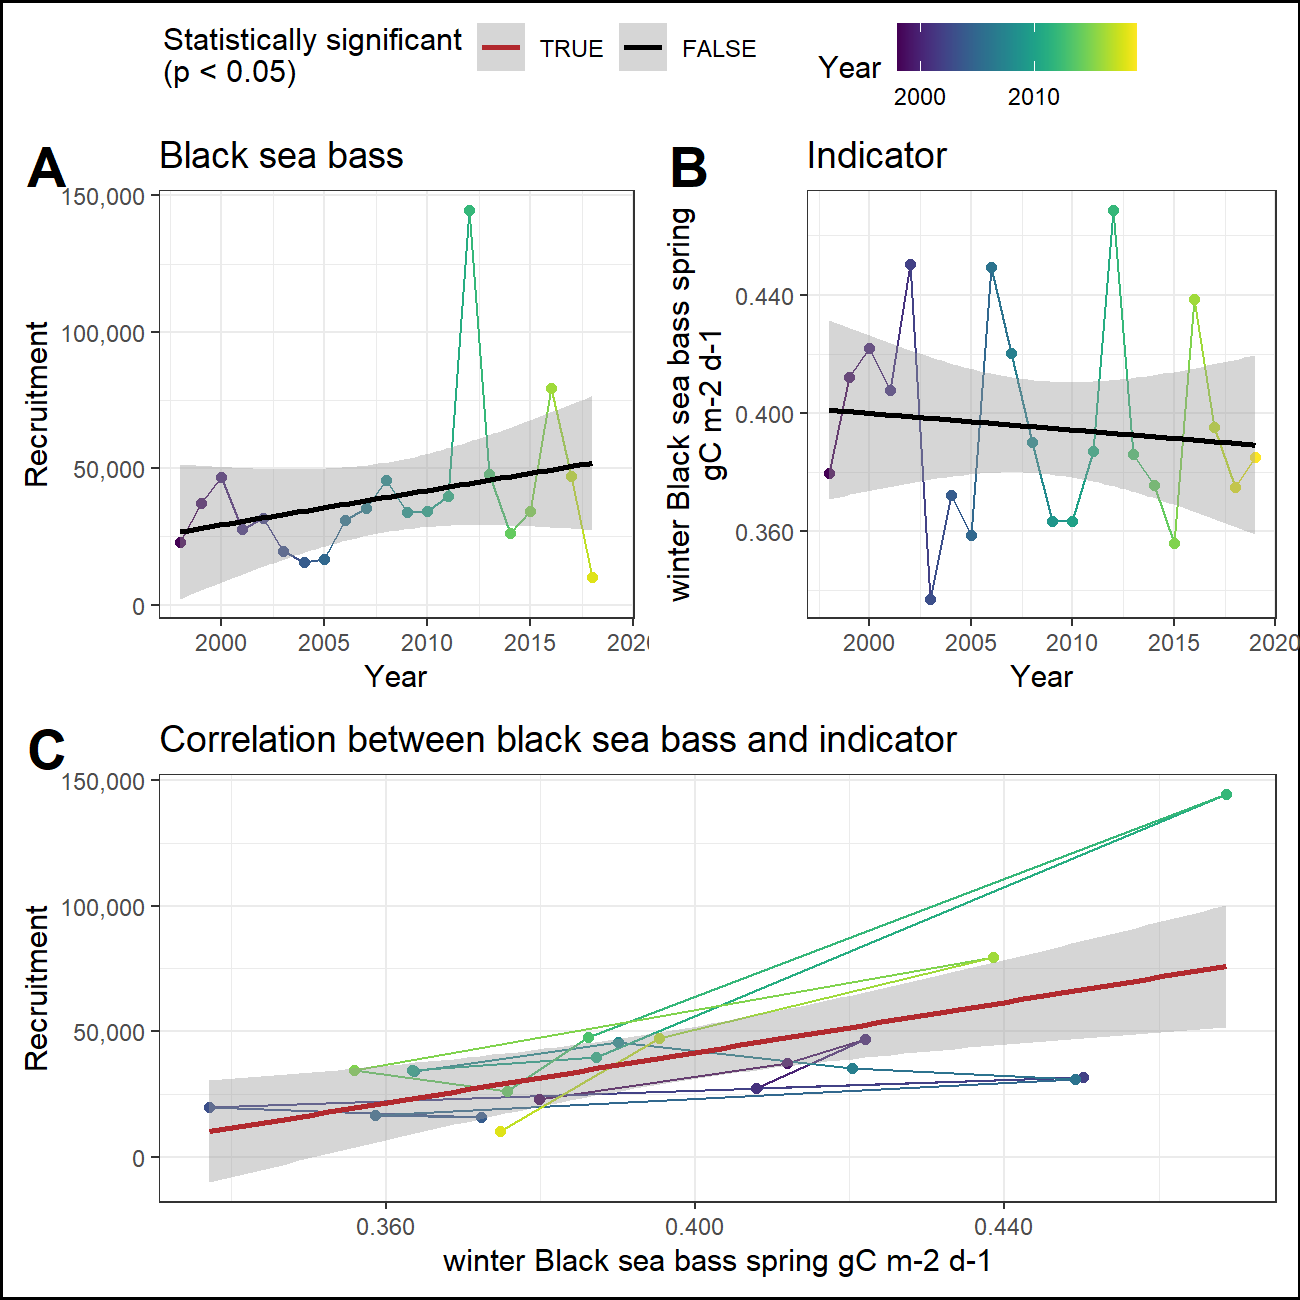 Statistically significant
(p < 0.05)
TRUE
FALSE
Year
2000
2010
A
Black sea bass
150,000
100,000
50,000
0
Recruitment
2000
2005
2010
2015
2020
Year
B
Indicator
winter Black sea bass spring
gC m-2 d-1
0.440
0.400
0.360
2000
2005
2010
2015
2020
Year
C
Correlation between black sea bass and indicator
150,000
100,000
50,000
0
Recruitment
0.360
0.400
0.440
winter Black sea bass spring gC m-2 d-1